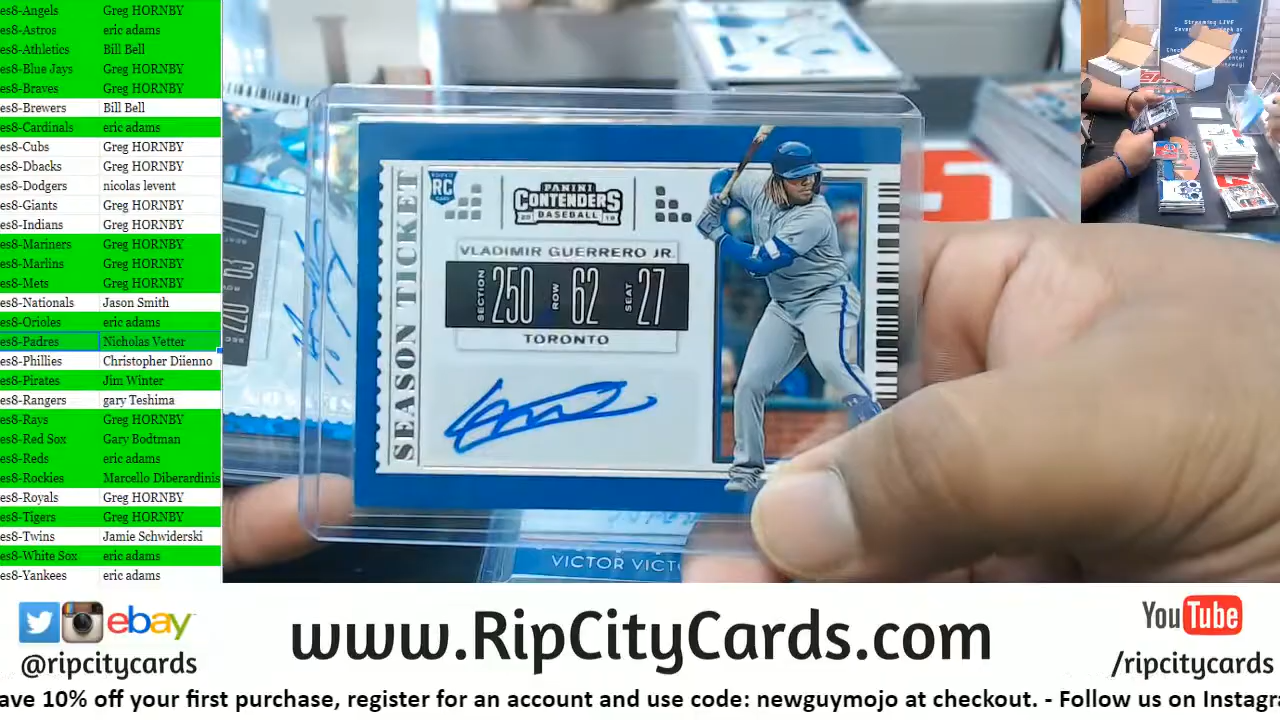 es8-Angels Greg HORNBY
es8-Astros eric adams
es8-Athletics Bill Bell
es8-Blue Jays Greg HORNBY
es8-Braves Greg HORNBY
es8-Brewers Bill Bell
es8-Cardinals eric adams
es8-Cubs Greg HORNBY
es8-Dbacks Greg HORNBY
es8-Dodgers nicolas levent
es8-Giants Greg HORNBY
es8-Indians Greg HORNBY
es8-Mariners Greg HORNBY
es8-Marlins Greg HORNBY
es8-Mets Greg HORNBY
es8-Nationals Jason Smith
es8-Orioles eric adams
es8-Padres Nicholas Vetter
es8-Phillies Christopher Diienno
es8-Pirates Jim Winter
es8-Rangers gary Teshima
es8-Rays Greg HORNBY
es8-Red Sox Gary Bodtman
es8-Reds eric adams
es8-Rockies Marcello Diberardinis
es8-Royals Greg HORNBY
es8-Tigers Greg HORNBY
es8-Twins Jamie Schwiderski
es8-White Sox eric adams
es8-Yankees eric adams
SEASON TICKET
RC
PANINI
CONTENDERS
BASEBALL
VLADIMIR GUERRERO JR.
SECTION 250 ROW 62 SEAT 27
TORONTO
VICTOR VICT
Streaming LIVE
ebay
@ripcitycards
www.RipCityCards.com
YouTube
/ripcitycards
ave 10% off your first purchase, register for an account and use code: newguymojo at checkout. - Follow us on Instagra